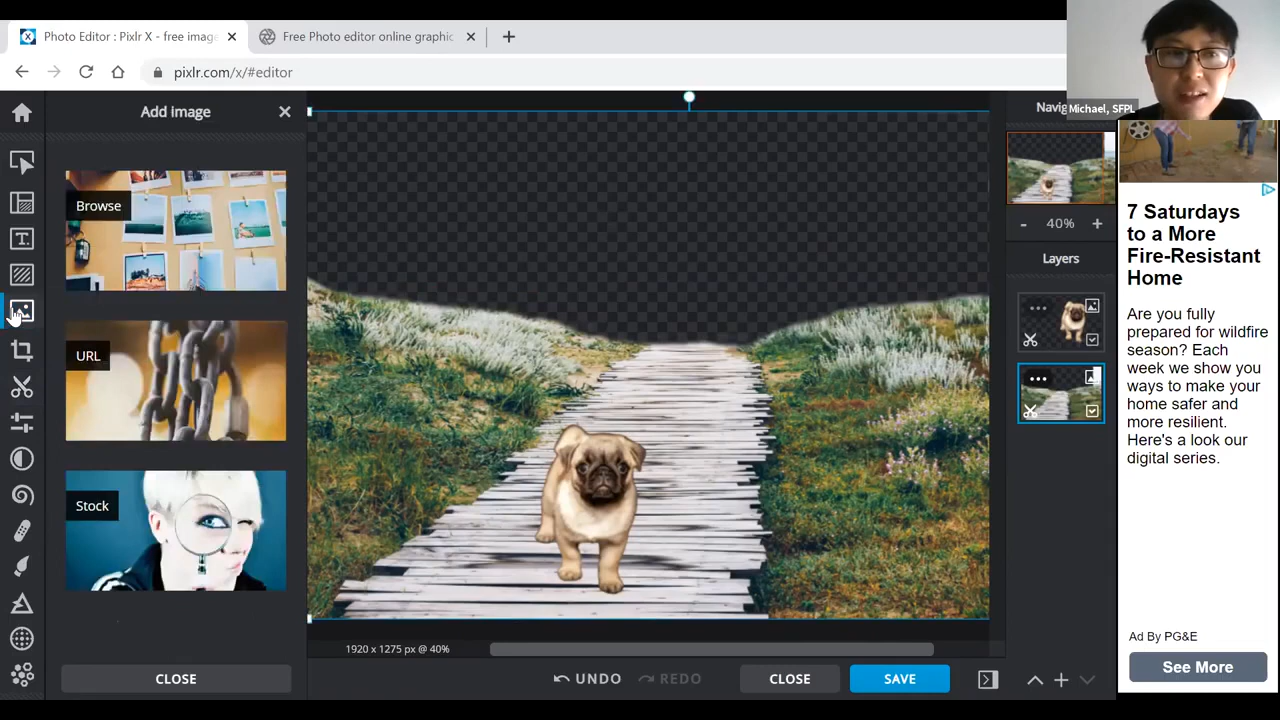 Photo Editor : Pixlr X - free image
Free Photo editor online graphic
pixlr.com/x/#editor
Michael, SFPL
Add image
Browse
URL
Stock
CLOSE
1920 x 1275 px @ 40%
UNDO
REDO
CLOSE
SAVE
Navig
- 40% +
Layers
7 Saturdays
to a More
Fire-Resistant
Home
Are you fully
prepared for wildfire
season? Each
week we show you
ways to make your
home safer and
more resilient.
Here's a look our
digital series.
Ad By PG&E
See More